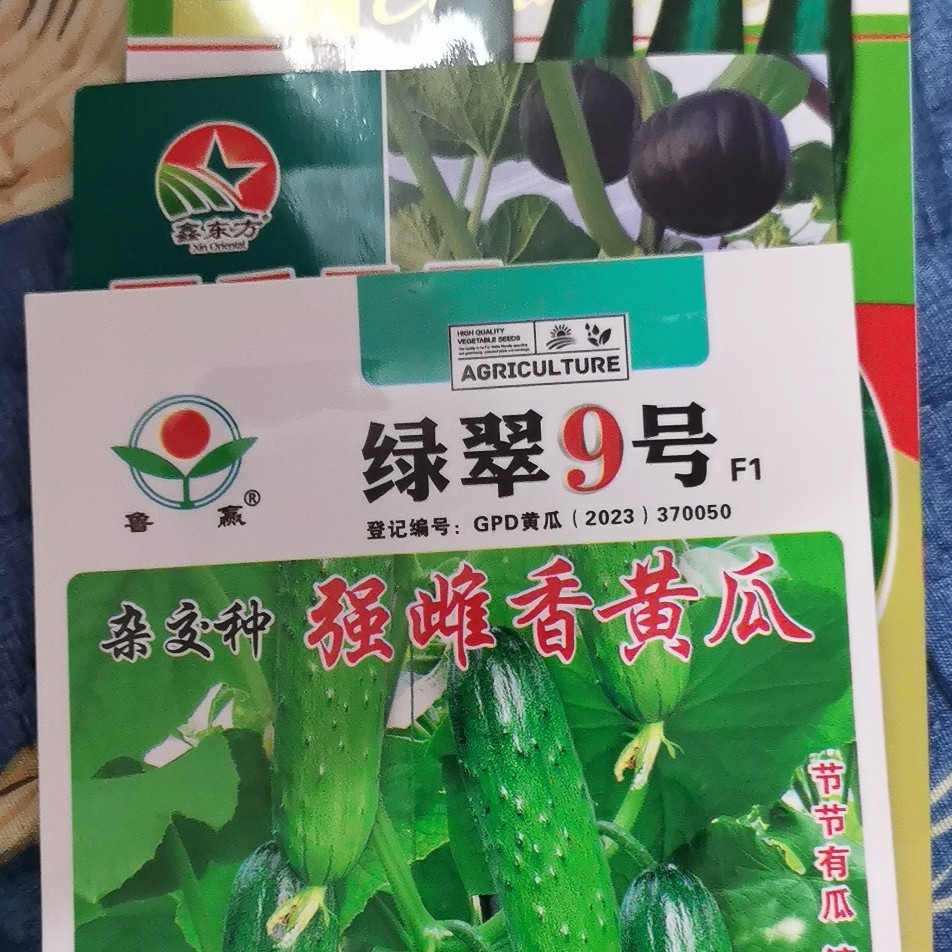 鑫东方
Xin Oriental
HIGH QUALITY
VEGETABLE SEEDS
AGRICULTURE
绿翠9号 F1
鲁 赢®
登记编号：GPD黄瓜（2023）370050
杂交种 强雌香黄瓜
节节有瓜